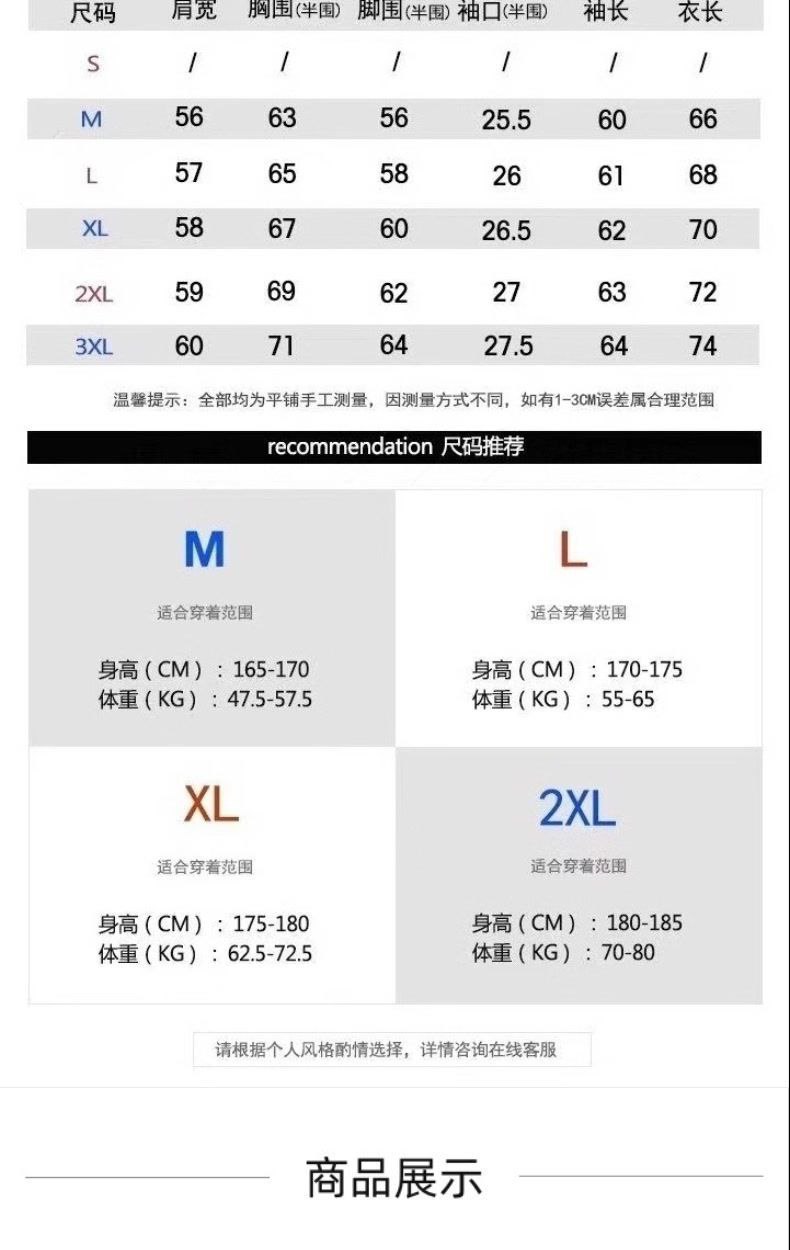 尺码 肩宽 胸围(半围) 脚围(半围) 袖口(半围) 袖长 衣长
S / / / / / /
M 56 63 56 25.5 60 66
L 57 65 58 26 61 68
XL 58 67 60 26.5 62 70
2XL 59 69 62 27 63 72
3XL 60 71 64 27.5 64 74
温馨提示：全部均为平铺手工测量，因测量方式不同，如有1-3CM误差属合理范围
recommendation 尺码推荐
M
适合穿着范围
身高(CM)：165-170
体重(KG)：47.5-57.5
L
适合穿着范围
身高(CM)：170-175
体重(KG)：55-65
XL
适合穿着范围
身高(CM)：175-180
体重(KG)：62.5-72.5
2XL
适合穿着范围
身高(CM)：180-185
体重(KG)：70-80
请根据个人风格酌情选择，详情咨询在线客服
商品展示